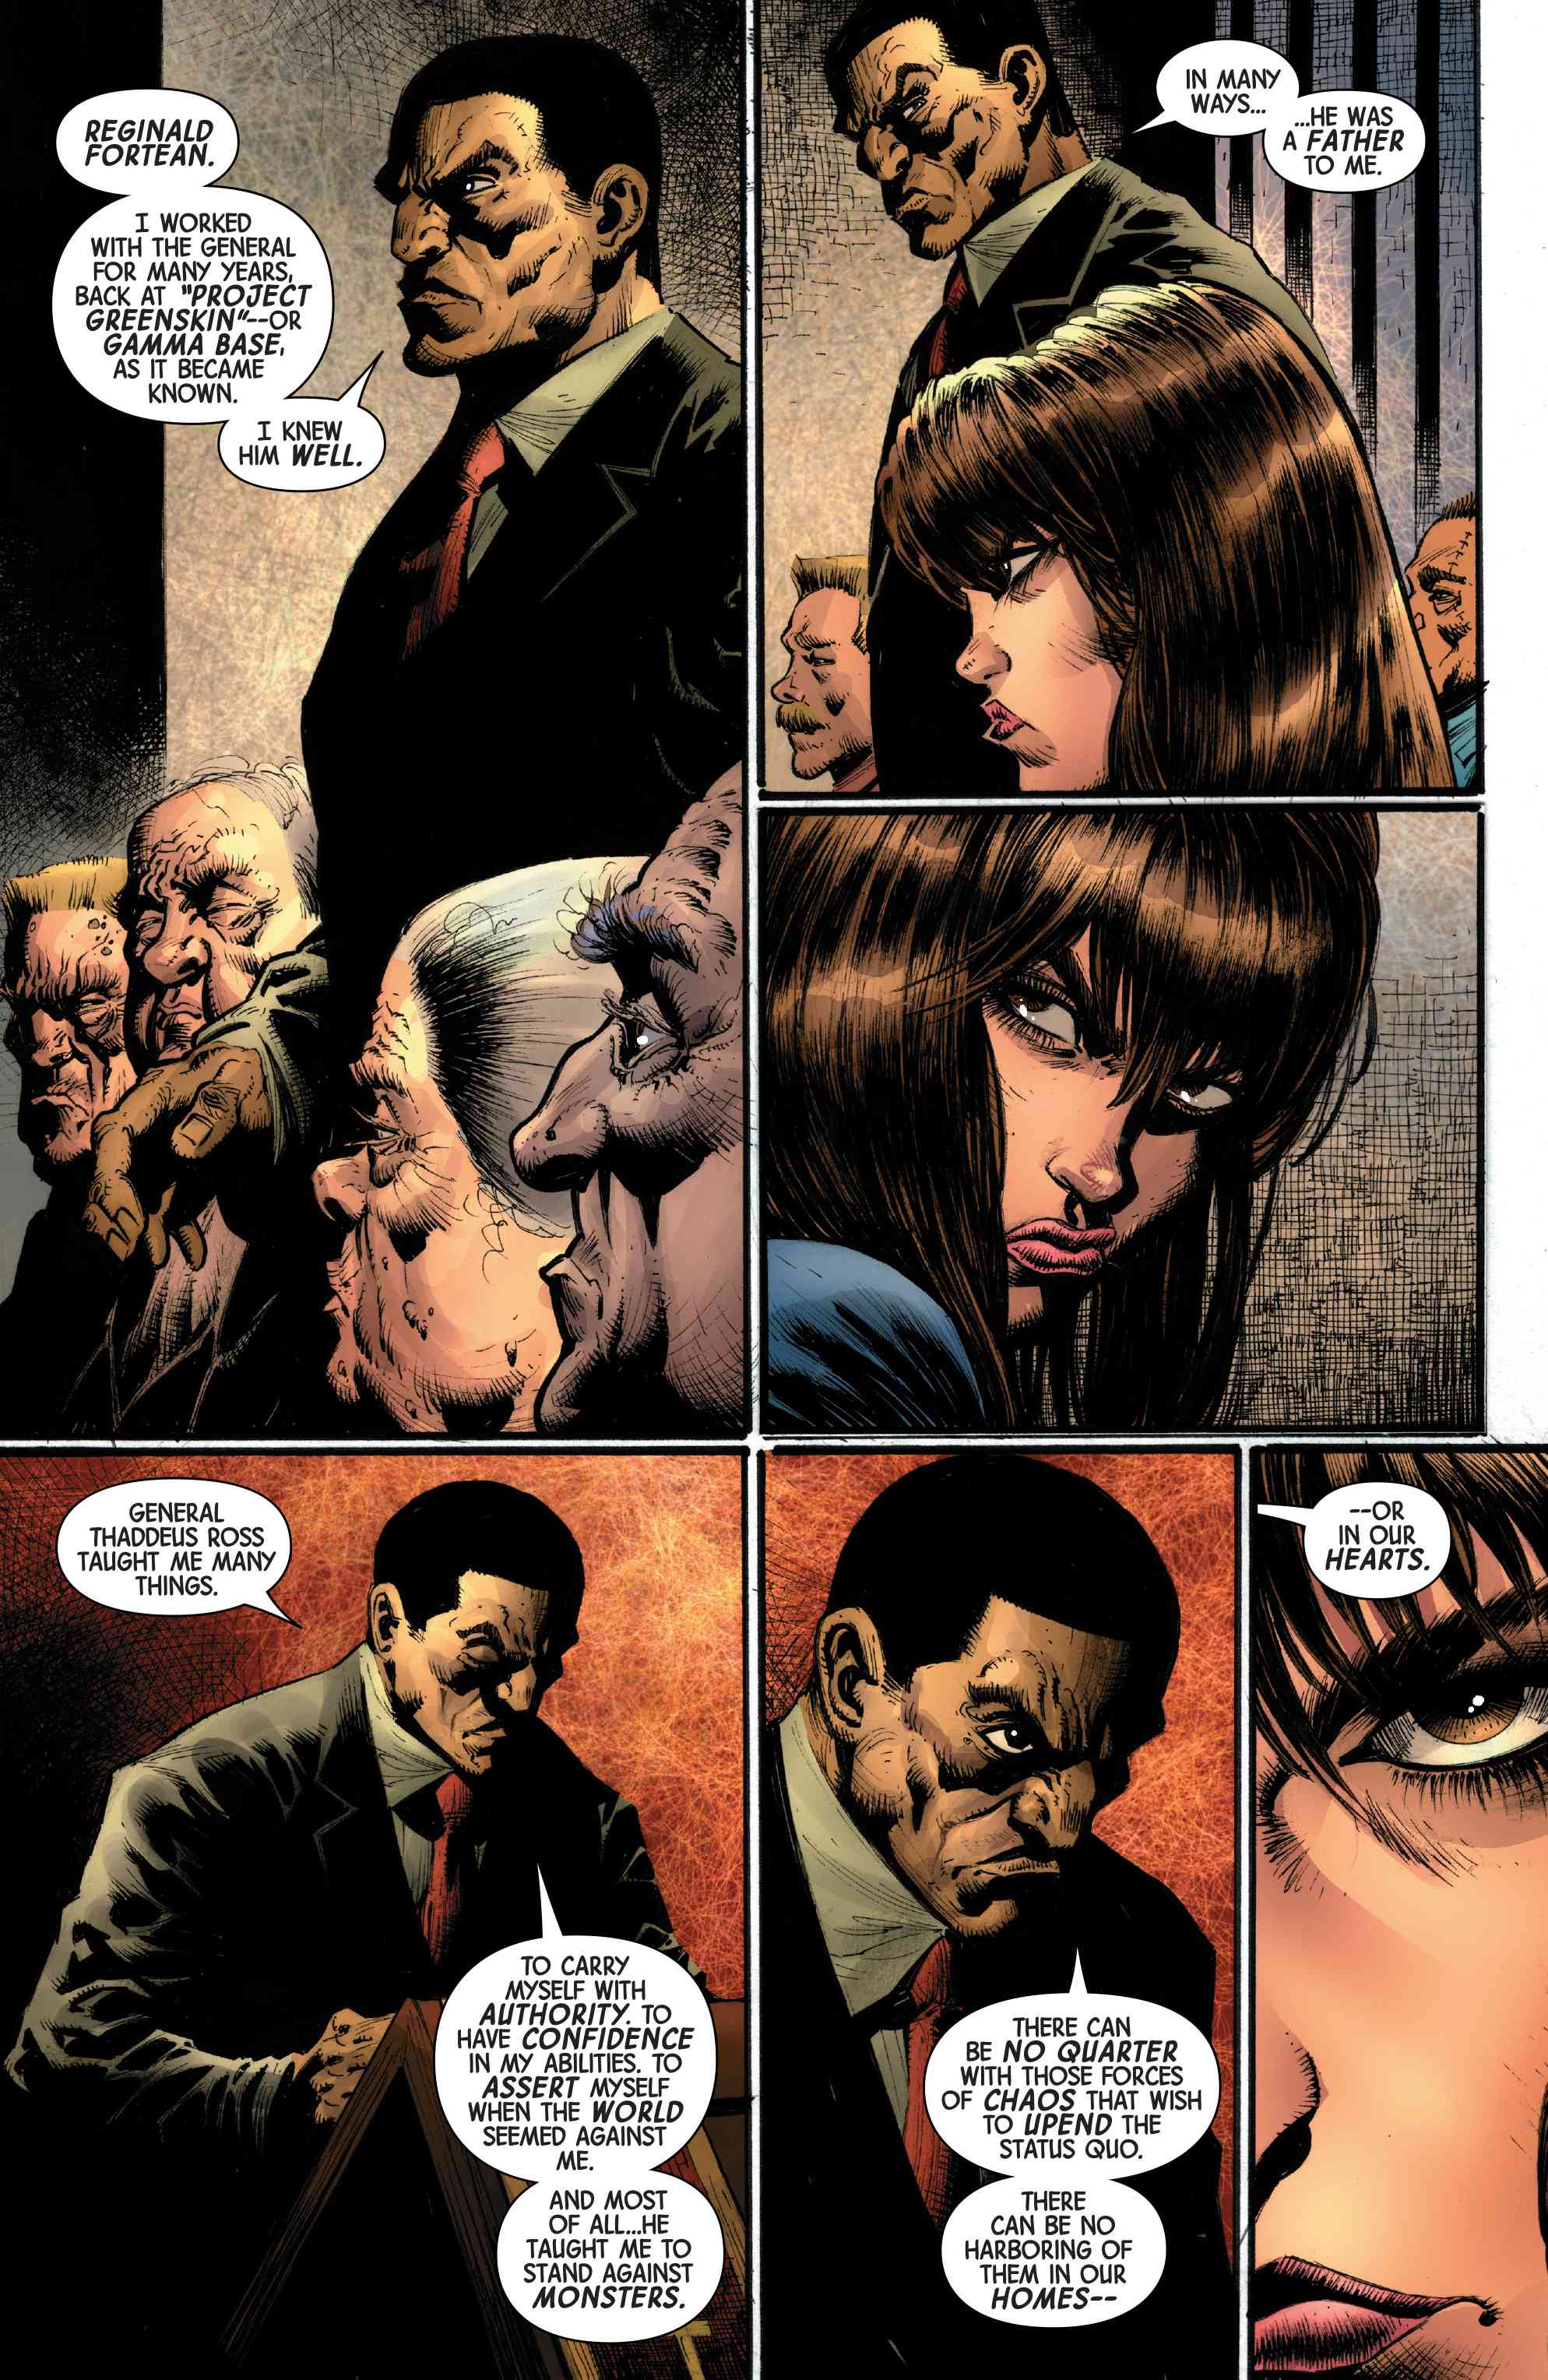 REGINALD
FORTEAN.
I WORKED
WITH THE GENERAL
FOR MANY YEARS,
BACK AT "PROJECT
GREENSKIN"--OR
GAMMA BASE,
AS IT BECAME
KNOWN.
I KNEW
HIM WELL.
IN MANY
WAYS...
...HE WAS
A FATHER
TO ME.
GENERAL
THADDEUS ROSS
TAUGHT ME MANY
THINGS.
TO CARRY
MYSELF WITH
AUTHORITY. TO
HAVE CONFIDENCE
IN MY ABILITIES. TO
ASSERT MYSELF
WHEN THE WORLD
SEEMED AGAINST
ME.
AND MOST
OF ALL...HE
TAUGHT ME TO
STAND AGAINST
MONSTERS.
THERE CAN
BE NO QUARTER
WITH THOSE FORCES
OF CHAOS THAT WISH
TO UPEND THE
STATUS QUO.
THERE
CAN BE NO
HARBORING OF
THEM IN OUR
HOMES--
--OR
IN OUR
HEARTS.